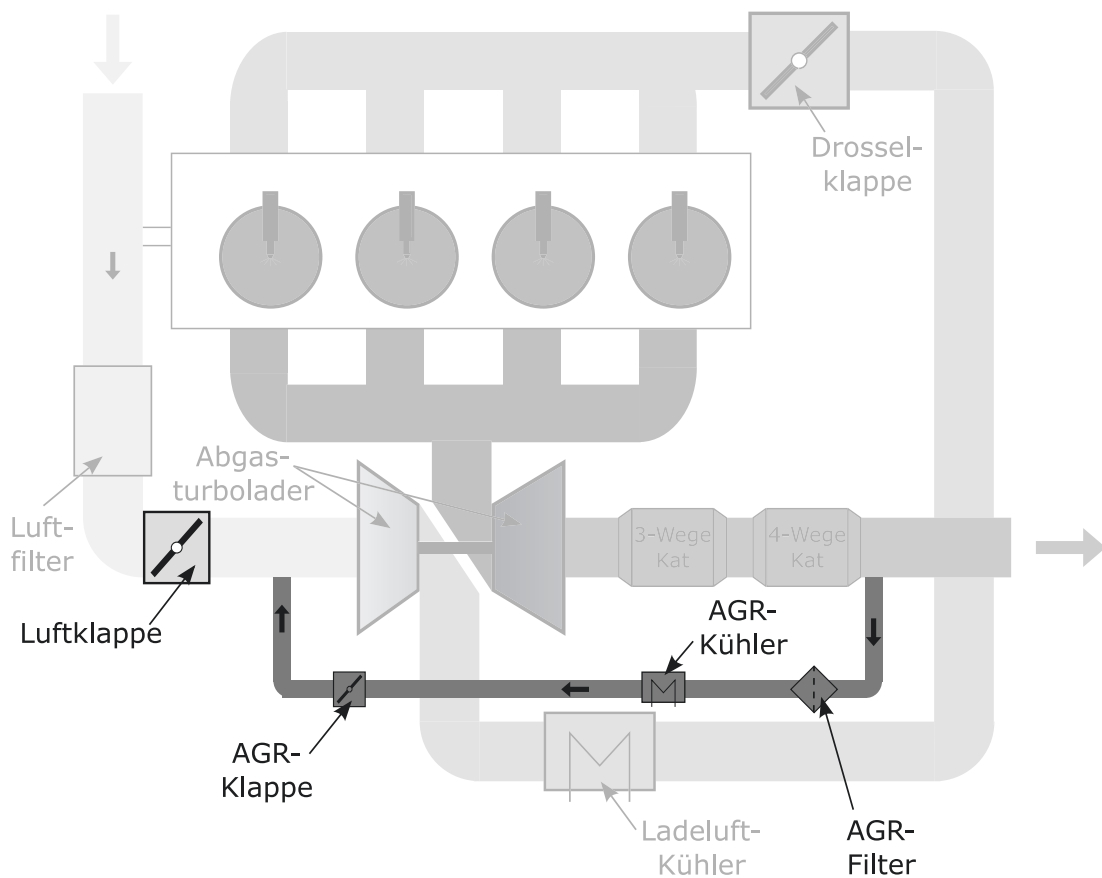 Drossel-
klappe
Abgas-
turbolader
Luft-
filter
3-Wege
Kat
4-Wege
Kat
Luftklappe
AGR-
Kühler
AGR-
Klappe
Ladeluft-
Kühler
AGR-
Filter